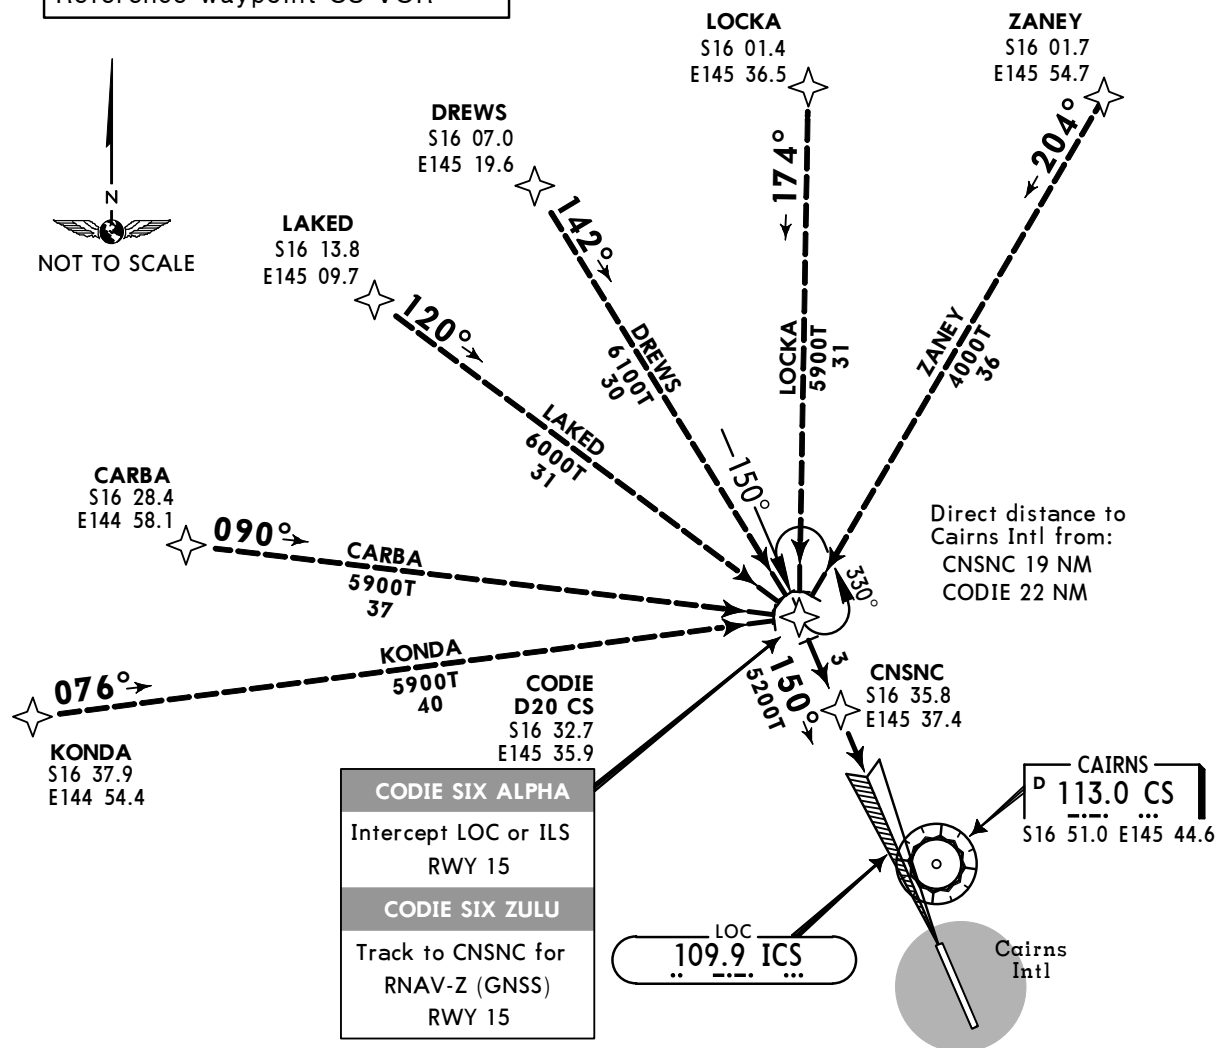 Reference waypoint CS VOR
N
NOT TO SCALE
LOCKA
S16 01.4
E145 36.5
ZANEY
S16 01.7
E145 54.7
DREWS
S16 07.0
E145 19.6
LAKED
S16 13.8
E145 09.7
174°
204°
142°
120°
LOCKA
5900T
31
ZANEY
4000T
36
DREWS
6100T
30
LAKED
6000T
31
CARBA
S16 28.4
E144 58.1
090°
CARBA
5900T
37
150°
330°
Direct distance to
Cairns Intl from:
CNSNC 19 NM
CODIE 22 NM
KONDA
5900T
40
076°
KONDA
S16 37.9
E144 54.4
CODIE
D20 CS
S16 32.7
E145 35.9
150°
5200T
3
CNSNC
S16 35.8
E145 37.4
CODIE SIX ALPHA
Intercept LOC or ILS
RWY 15
CODIE SIX ZULU
Track to CNSNC for
RNAV-Z (GNSS)
RWY 15
CAIRNS
D 113.0 CS
S16 51.0 E145 44.6
LOC
109.9 ICS
Cairns
Intl